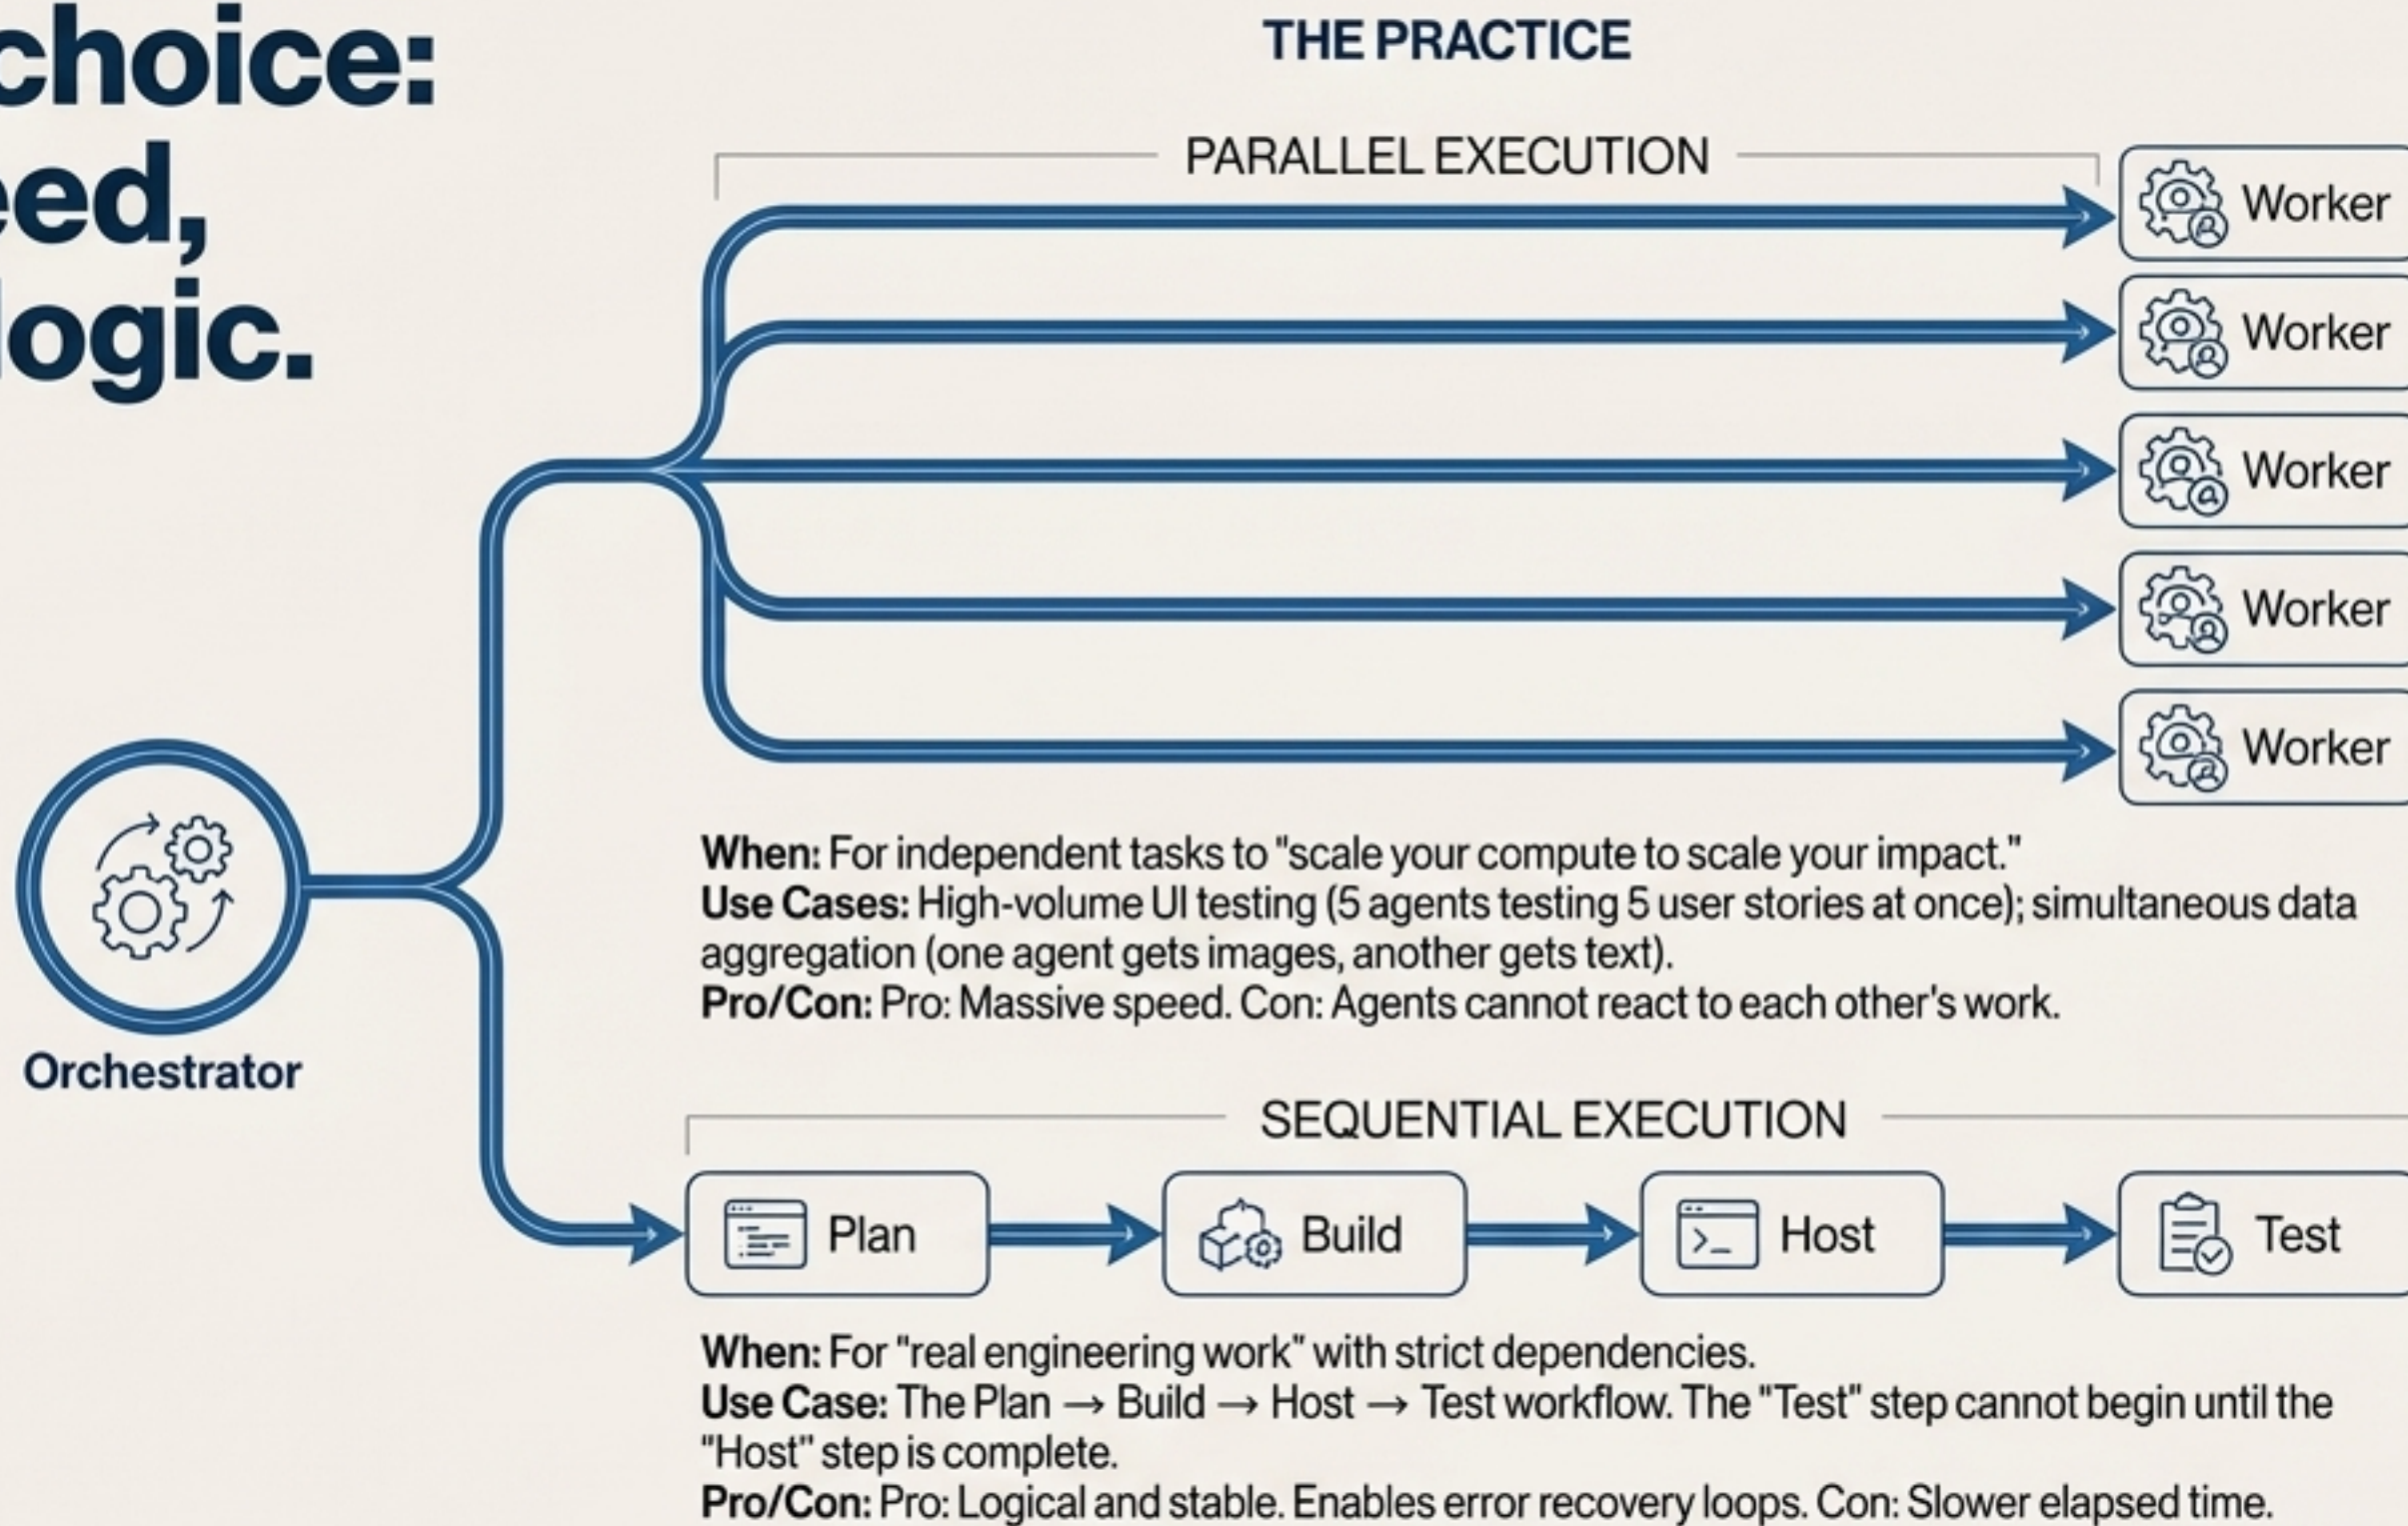 choice:
eed,
logic.
THE PRACTICE
PARALLEL EXECUTION
Worker
Worker
Worker
Worker
Worker
When: For independent tasks to "scale your compute to scale your impact."
Use Cases: High-volume UI testing (5 agents testing 5 user stories at once); simultaneous data
aggregation (one agent gets images, another gets text).
Pro/Con: Pro: Massive speed. Con: Agents cannot react to each other's work.
Orchestrator
SEQUENTIAL EXECUTION
Plan
Build
Host
Test
When: For "real engineering work" with strict dependencies.
Use Case: The Plan → Build → Host → Test workflow. The "Test" step cannot begin until the
"Host" step is complete.
Pro/Con: Pro: Logical and stable. Enables error recovery loops. Con: Slower elapsed time.